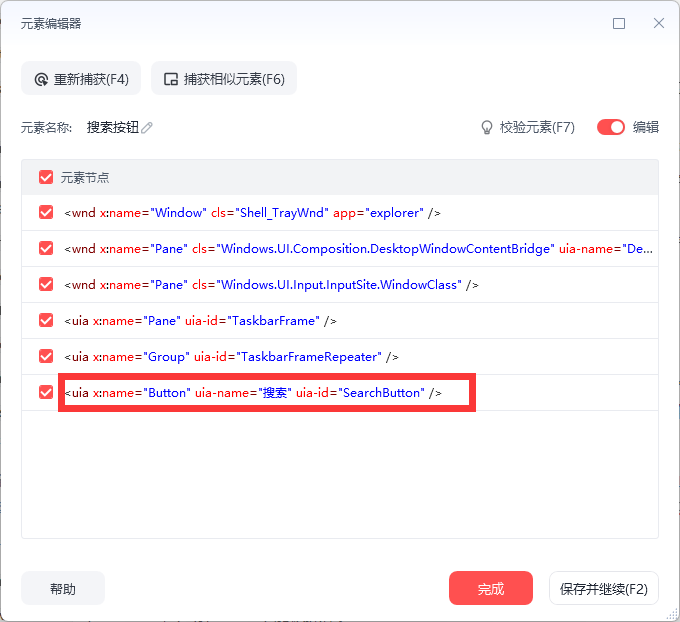 元素编辑器
重新捕获(F4) 捕获相似元素(F6)
元素名称: 搜索按钮 校验元素(F7) 编辑
元素节点
<wnd x:name="Window" cls="Shell_TrayWnd" app="explorer" />
<wnd x:name="Pane" cls="Windows.UI.Composition.DesktopWindowContentBridge" uia-name="De...
<wnd x:name="Pane" cls="Windows.UI.Input.InputSite.WindowClass" />
<uia x:name="Pane" uia-id="TaskbarFrame" />
<uia x:name="Group" uia-id="TaskbarFrameRepeater" />
<uia x:name="Button" uia-name="搜索" uia-id="SearchButton" />
帮助 完成 保存并继续(F2)